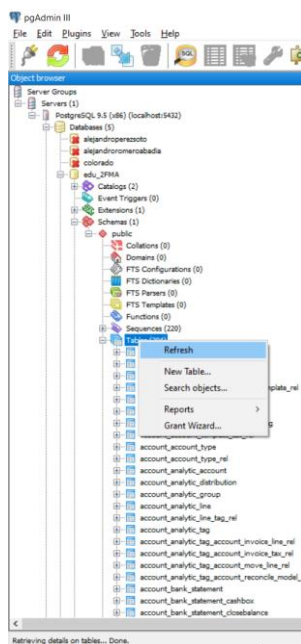 pgAdmin III
File Edit Plugins View Tools Help
SQL
Object browser
Server Groups
Servers (1)
PostgreSQL 9.5 (x86) (localhost:5432)
Databases (5)
alejandroperezsoto
alejandroromeroabadia
colorado
edu_2FMA
Catalogs (2)
Event Triggers (0)
Extensions (1)
Schemas (1)
public
Collations (0)
Domains (0)
FTS Configurations (0)
FTS Dictionaries (0)
FTS Parsers (0)
FTS Templates (0)
Functions (0)
Sequences (220)
Refresh
New Table...
Search objects...
Reports
Grant Wizard...
account_account_type
account_account_type_rel
account_analytic_account
account_analytic_distribution
account_analytic_group
account_analytic_line
account_analytic_line_tag_rel
account_analytic_tag
account_analytic_tag_account_invoice_line_rel
account_analytic_tag_account_invoice_tax_rel
account_analytic_tag_account_move_line_rel
account_analytic_tag_account_reconcile_model_
account_bank_statement
account_bank_statement_cashbox
account_bank_statement_closebalance
Retrieving details on tables... Done.